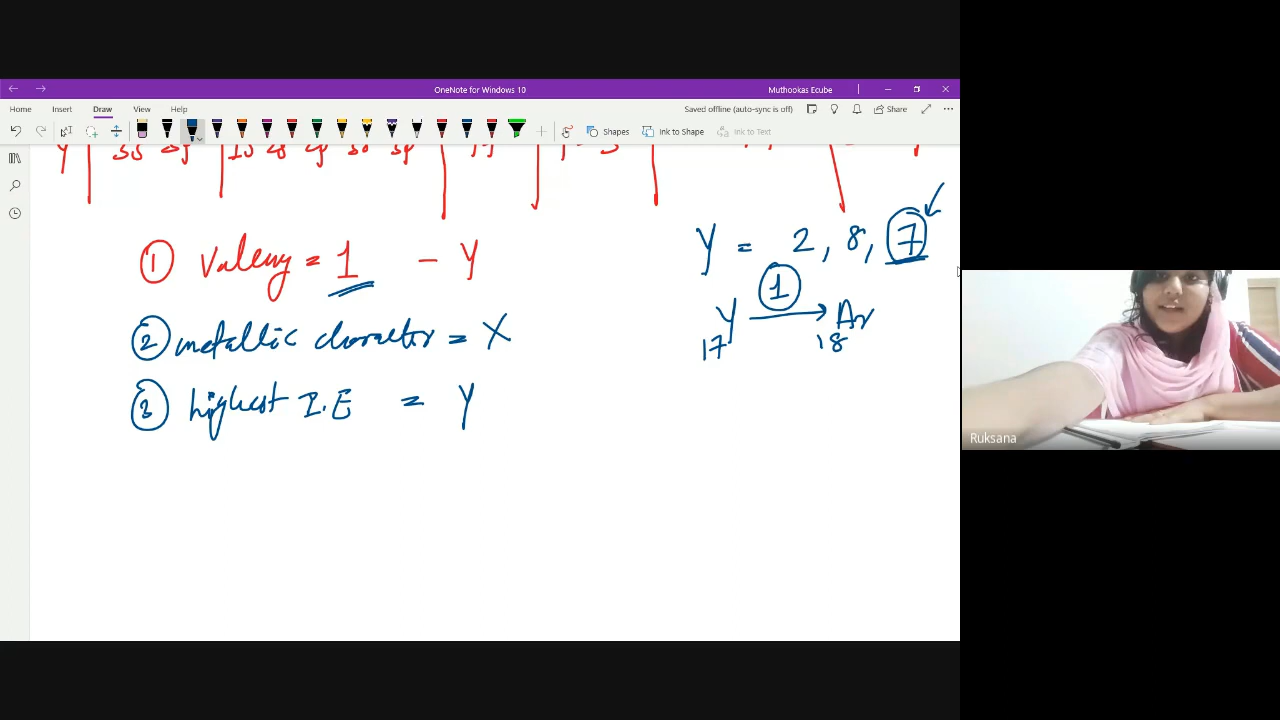 OneNote for Windows 10
Muthookas Ecube
Home Insert Draw View Help
Saved offline (auto-sync is off)
Share
Shapes
Ink to Shape
Ink to Text
① Valency = 1 - Y
② metallic character = X
③ highest I.E = Y
Y = 2, 8, 7
1
Y → Ar
17 18
Ruksana